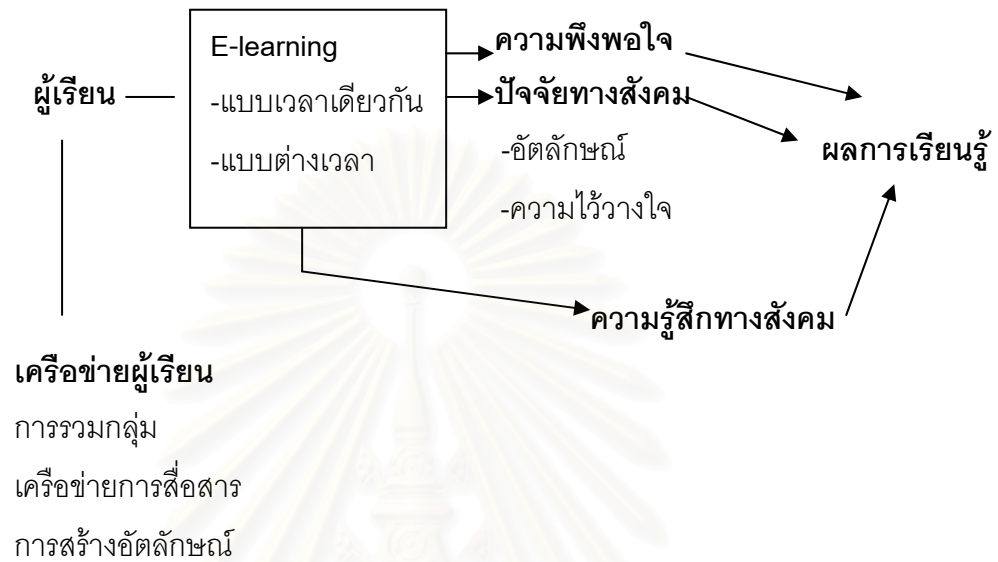 E-learning
-แบบเวลาเดียวกัน
-แบบต่างเวลา
ผู้เรียน
ความพึงพอใจ
ปัจจัยทางสังคม
-อัตลักษณ์
-ความไว้วางใจ
ผลการเรียนรู้
ความรู้สึกทางสังคม
เครือข่ายผู้เรียน
การรวมกลุ่ม
เครือข่ายการสื่อสาร
การสร้างอัตลักษณ์